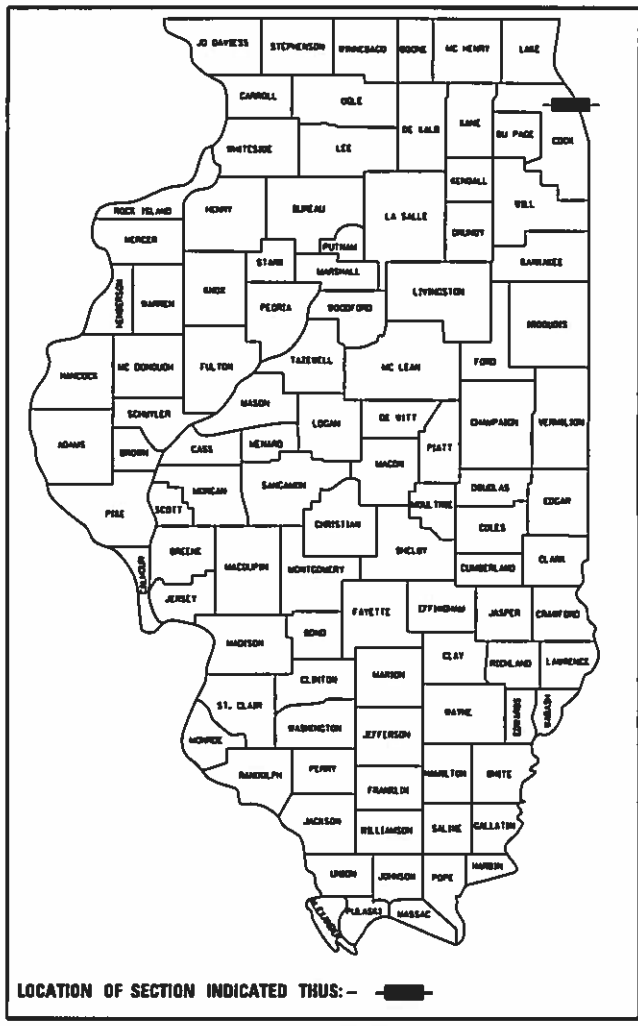 JO DAVIESS STEPHENSON WINNEBAGO BOONE MC HENRY LAKE
CARROLL OGLE DE KALB KANE DU PAGE COOK
WHITESIDE LEE
KENDALL WILL
ROCK ISLAND HENRY BUREAU LA SALLE
GRUNDY
MERCER PUTNAM
STARK MARSHALL KANKAKEE
HENDERSON WARREN KNOX PEORIA WOODFORD LIVINGSTON
IROQUOIS
HANCOCK MC DONOUGH FULTON TAZEWELL MC LEAN FORD
MASON
SCHUYLER LOGAN DE WITT CHAMPAIGN VERMILION
ADAMS BROWN CASS MENARD PIATT
MACON
MORGAN SANGAMON DOUGLAS
PIKE SCOTT CHRISTIAN MOULTRIE EDGAR
COLES
GREENE SHELBY
CALHOUN MACOUPIN MONTGOMERY CUMBERLAND CLARK
JERSEY FAYETTE EFFINGHAM JASPER CRAWFORD
MADISON BOND
CLAY RICHLAND LAWRENCE
CLINTON MARION
ST. CLAIR WAYNE EDWARDS WABASH
MONROE WASHINGTON JEFFERSON
RANDOLPH PERRY HAMILTON WHITE
FRANKLIN
JACKSON WILLIAMSON SALINE GALLATIN
UNION JOHNSON POPE HARDIN
ALEXANDER PULASKI MASSAC
LOCATION OF SECTION INDICATED THUS: -